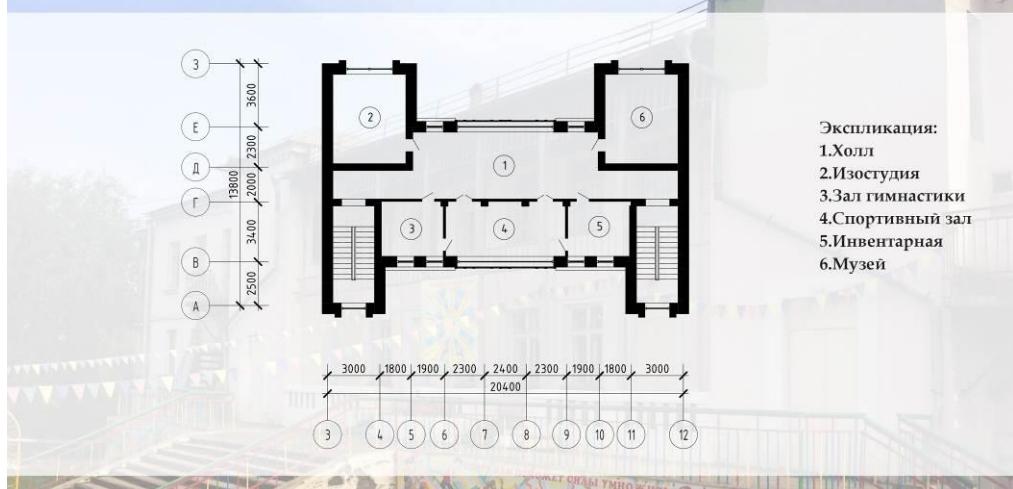 З
Е
Д
Г
В
А
3600
2300
2000
3400
2500
13800
1
2
3
4
5
6
Экспликация:
1.Холл
2.Изостудия
3.Зал гимнастики
4.Спортивный зал
5.Инвентарная
6.Музей
3000 1800 1900 2300 2400 2300 1900 1800 3000
20400
3 4 5 6 7 8 9 10 11 12